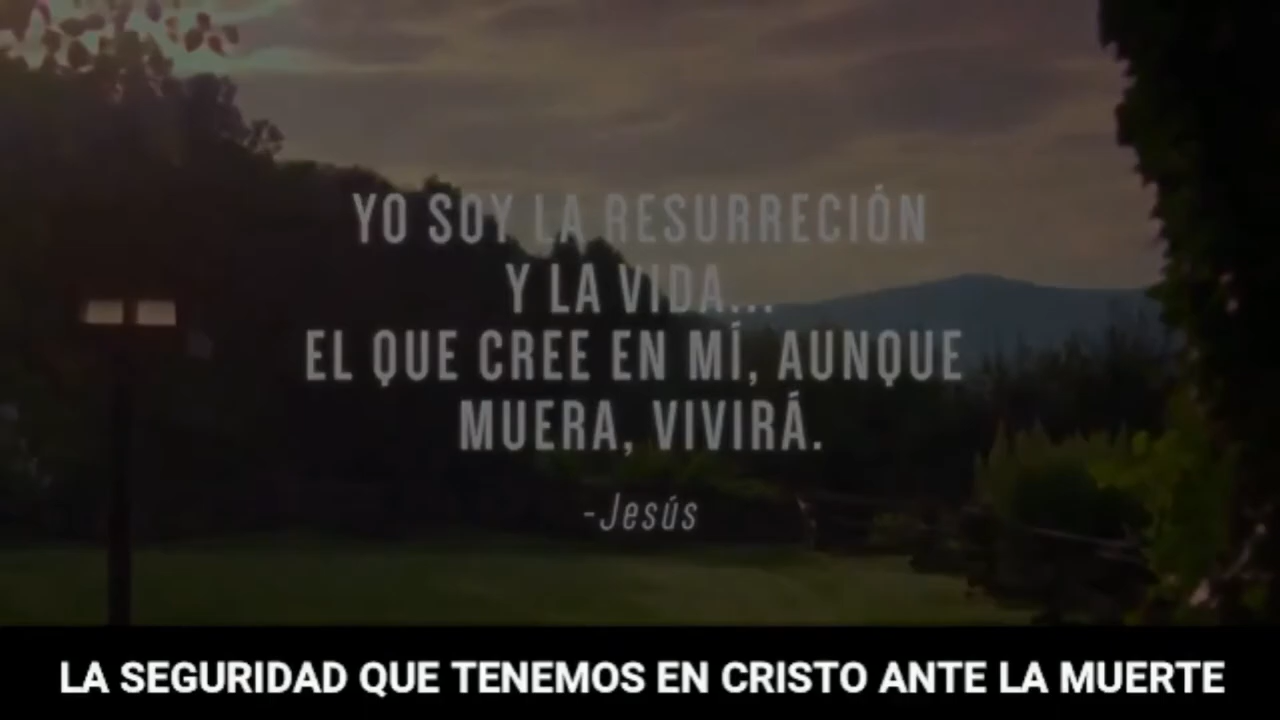 YO SOY LA RESURRECIÓN
Y LA VIDA...
EL QUE CREE EN MÍ, AUNQUE
MUERA, VIVIRÁ.
-Jesús
LA SEGURIDAD QUE TENEMOS EN CRISTO ANTE LA MUERTE